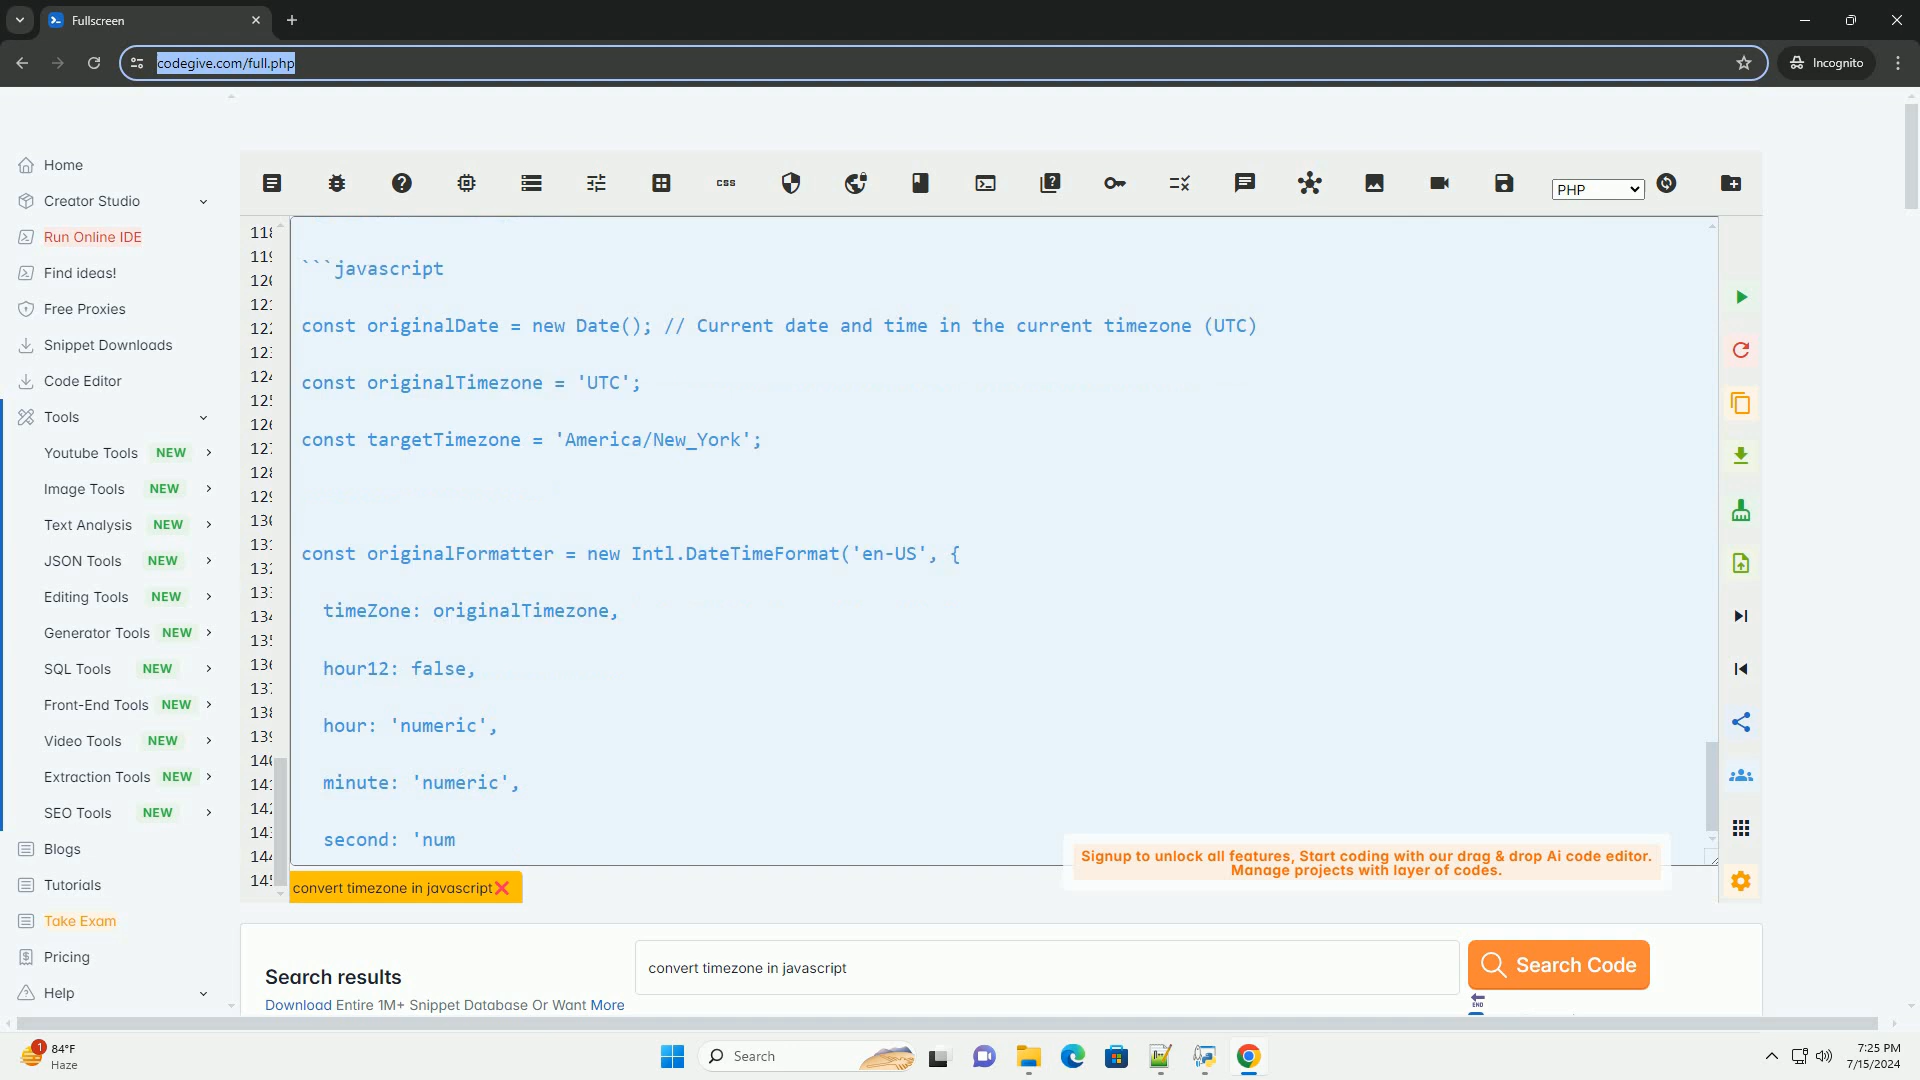 Fullscreen
codegive.com/full.php
Incognito
Home
Creator Studio
Run Online IDE
Find ideas!
Free Proxies
Snippet Downloads
Code Editor
Tools
Youtube Tools NEW
Image Tools NEW
Text Analysis NEW
JSON Tools NEW
Editing Tools NEW
Generator Tools NEW
SQL Tools NEW
Front-End Tools NEW
Video Tools NEW
Extraction Tools NEW
SEO Tools NEW
Blogs
Tutorials
Take Exam
Pricing
Help
css
PHP
```javascript
const originalDate = new Date(); // Current date and time in the current timezone (UTC)
const originalTimezone = 'UTC';
const targetTimezone = 'America/New_York';
const originalFormatter = new Intl.DateTimeFormat('en-US', {
timeZone: originalTimezone,
hour12: false,
hour: 'numeric',
minute: 'numeric',
second: 'num
Signup to unlock all features, Start coding with our drag & drop Ai code editor.
Manage projects with layer of codes.
convert timezone in javascript
Search results
Download Entire 1M+ Snippet Database Or Want More
convert timezone in javascript
Search Code
END
1
84°F
Haze
Search
7:25 PM
7/15/2024